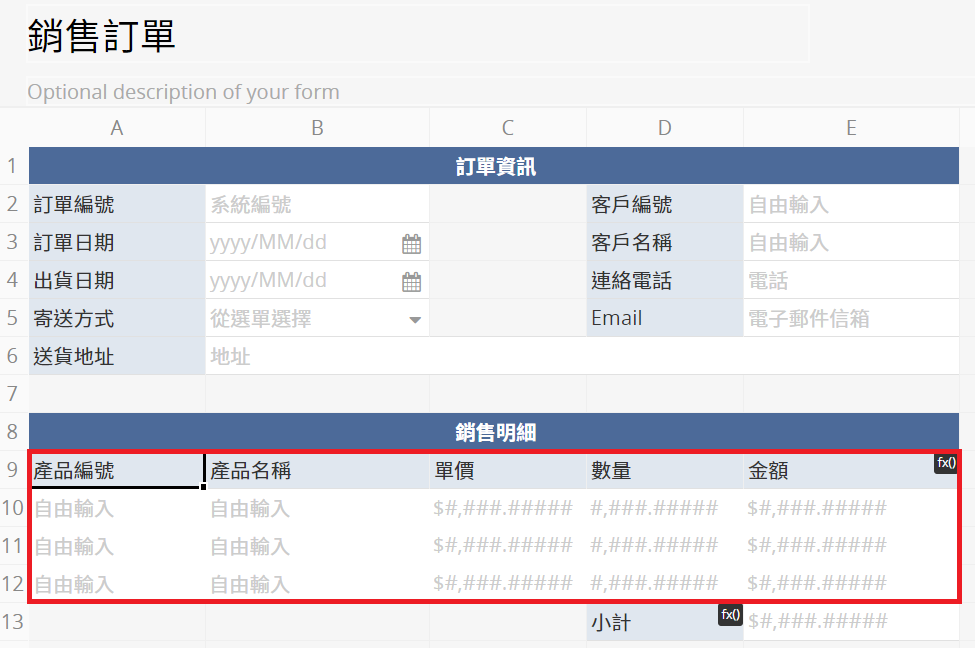 銷售訂單
Optional description of your form
A B C D E
1 訂單資訊
2 訂單編號 系統編號 客戶編號 自由輸入
3 訂單日期 yyyy/MM/dd 客戶名稱 自由輸入
4 出貨日期 yyyy/MM/dd 連絡電話 電話
5 寄送方式 從選單選擇 Email 電子郵件信箱
6 送貨地址 地址
7
8 銷售明細
9 產品編號 產品名稱 單價 數量 金額 fx()
10 自由輸入 自由輸入 $#,###.##### #,###.##### $#,###.#####
11 自由輸入 自由輸入 $#,###.##### #,###.##### $#,###.#####
12 自由輸入 自由輸入 $#,###.##### #,###.##### $#,###.#####
13 小計 fx() $#,###.#####